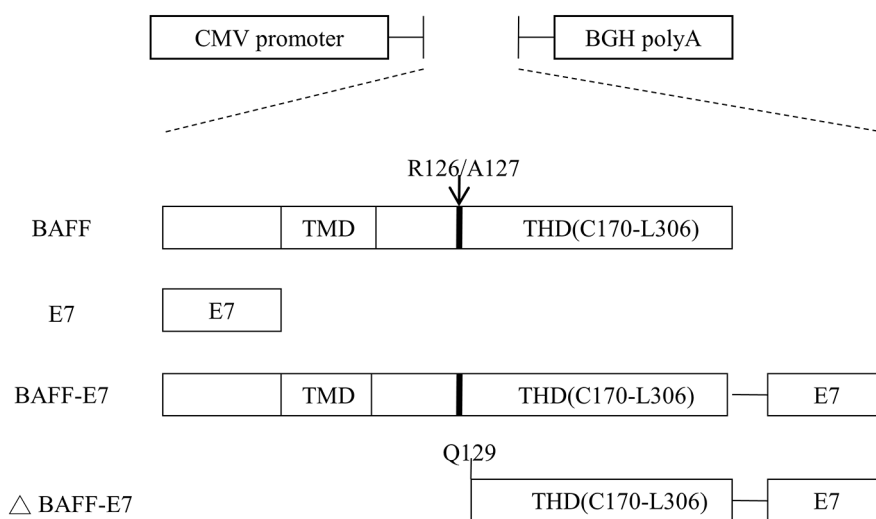 CMV promoter BGH polyA
R126/A127
BAFF TMD THD(C170-L306)
E7 E7
BAFF-E7 TMD THD(C170-L306) E7
Q129
△ BAFF-E7 THD(C170-L306) E7